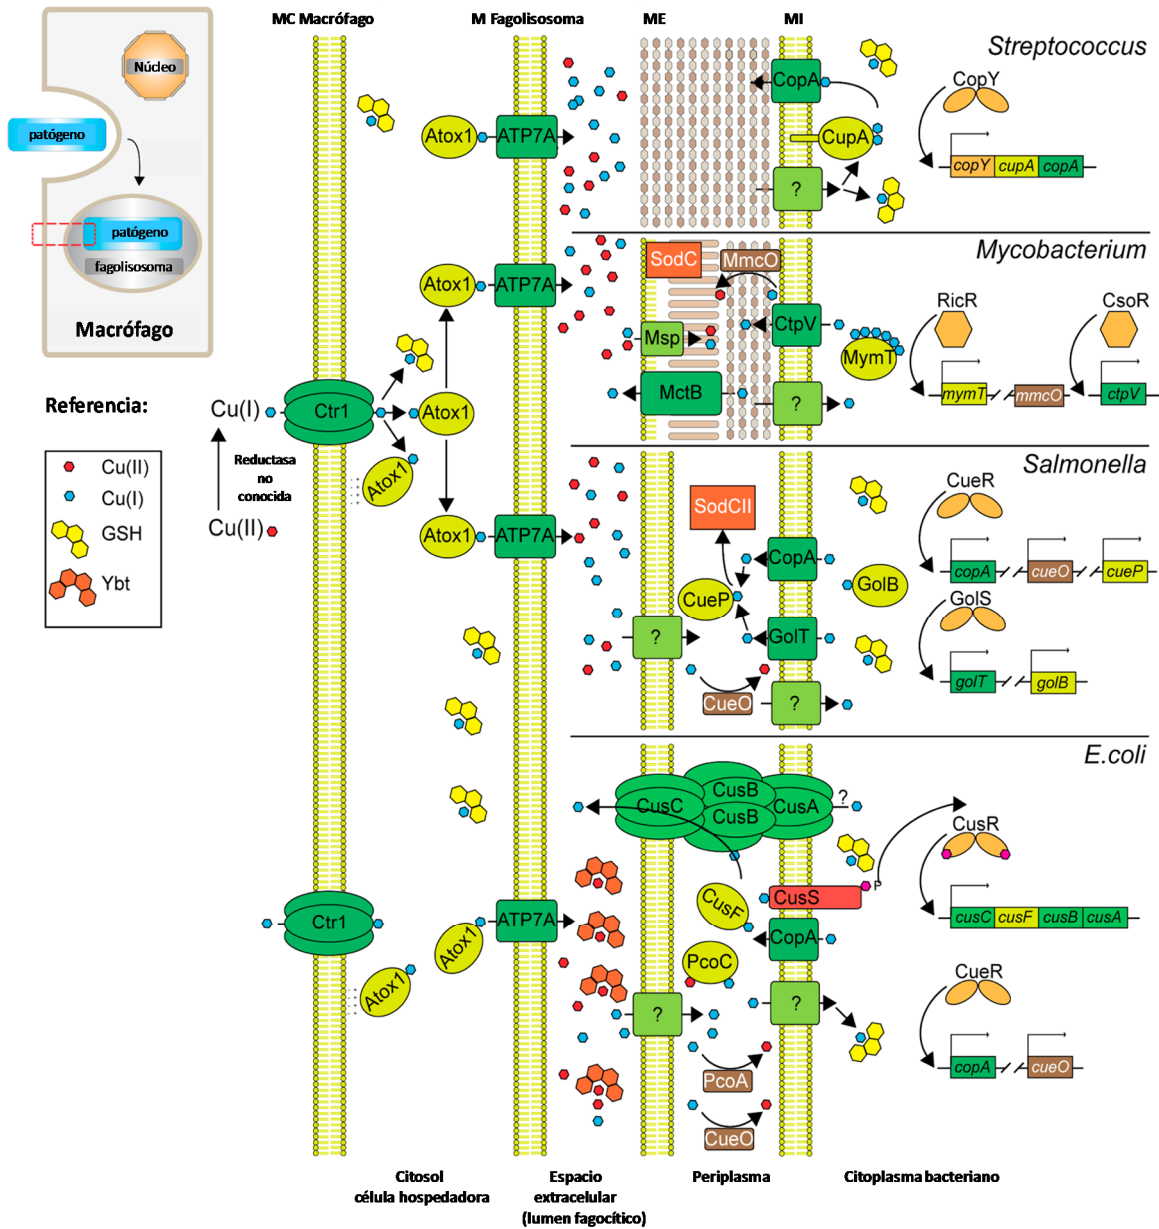 MC Macrófago
M Fagolisosoma
ME
MI
Núcleo
patógeno
patógeno
fagolisosoma
Macrófago
Referencia:
Cu(II)
Cu(I)
GSH
Ybt
Cu(I)
Reductasa
no
conocida
Cu(II)
Ctr1
Atox1
Atox1
Atox1
ATP7A
Atox1
ATP7A
Atox1
ATP7A
Ctr1
Atox1
Atox1
ATP7A
Streptococcus
CopA
CupA
?
CopY
copY
cupA
copA
Mycobacterium
SodC
MmcO
Msp
CtpV
MctB
?
MymT
RicR
CsoR
mymT
mmcO
ctpV
Salmonella
SodCII
CopA
CueP
GolB
?
GolT
CueO
?
CueR
copA
cueO
cueP
GolS
golT
golB
E.coli
CusC
CusB
CusB
CusA
?
CusF
CusS
P
CopA
PcoC
?
?
PcoA
CueO
CusR
cusC
cusF
cusB
cusA
CueR
copA
cueO
Citosol
célula hospedadora
Espacio
extracelular
(lumen fagocítico)
Periplasma
Citoplasma bacteriano